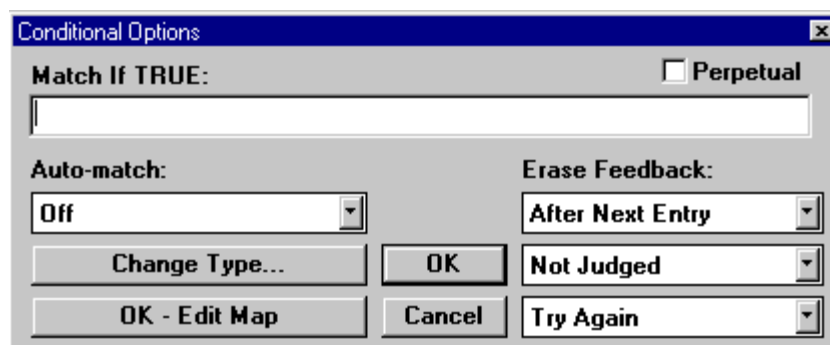 Conditional Options
Match If TRUE:
Perpetual
Auto-match:
Erase Feedback:
Off
After Next Entry
Change Type...
OK
Not Judged
OK - Edit Map
Cancel
Try Again